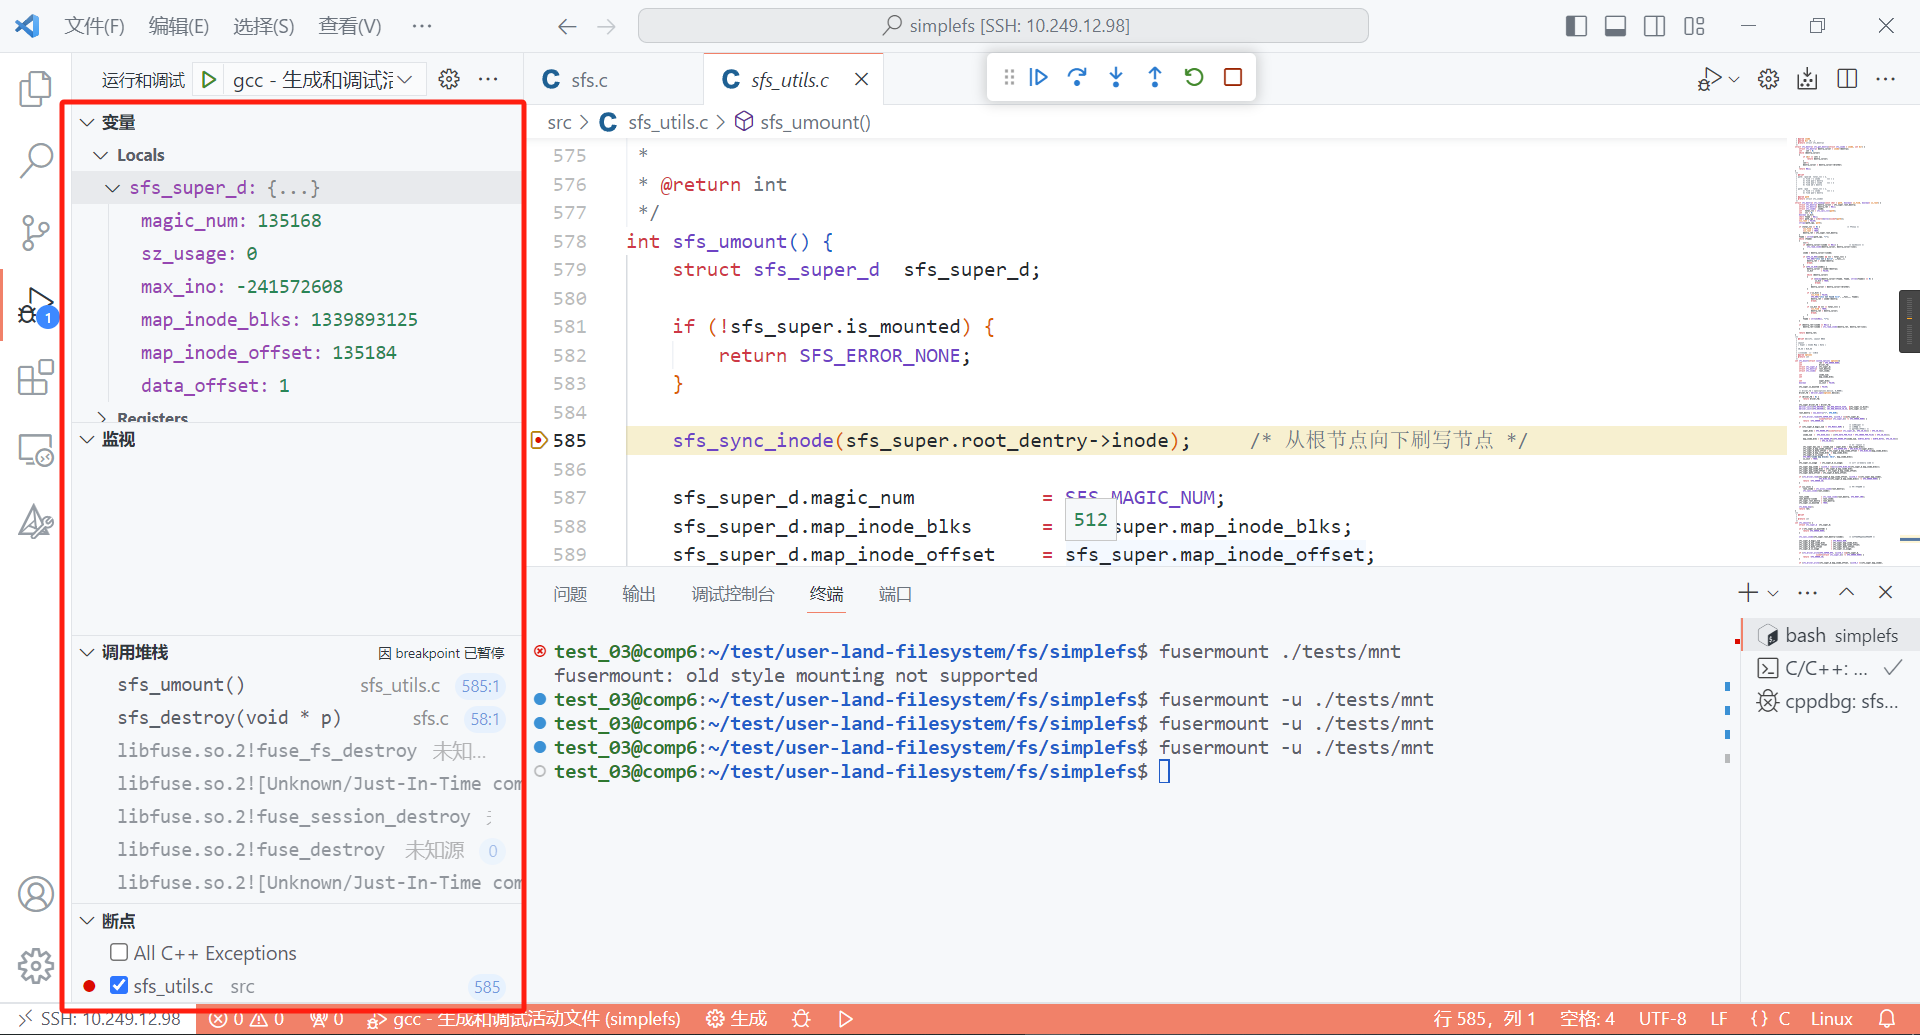 文件(F) 编辑(E) 选择(S) 查看(V) ··· simplefs [SSH: 10.249.12.98]
运行和调试 gcc - 生成和调试活 ···
sfs.c sfs_utils.c
src > sfs_utils.c > sfs_umount()
变量
Locals
sfs_super_d: {...}
magic_num: 135168
sz_usage: 0
max_ino: -241572608
map_inode_blks: 1339893125
map_inode_offset: 135184
data_offset: 1
Registers
监视
调用堆栈 因 breakpoint 已暂停
sfs_umount() sfs_utils.c 585:1
sfs_destroy(void * p) sfs.c 58:1
libfuse.so.2!fuse_fs_destroy 未知...
libfuse.so.2![Unknown/Just-In-Time com
libfuse.so.2!fuse_session_destroy
libfuse.so.2!fuse_destroy 未知源 0
libfuse.so.2![Unknown/Just-In-Time com
断点
All C++ Exceptions
sfs_utils.c src 585
1
575 *
576 * @return int
577 */
578 int sfs_umount() {
579 struct sfs_super_d sfs_super_d;
580
581 if (!sfs_super.is_mounted) {
582 return SFS_ERROR_NONE;
583 }
584
585 sfs_sync_inode(sfs_super.root_dentry->inode); /* 从根节点向下刷写节点 */
586
587 sfs_super_d.magic_num = SFS_MAGIC_NUM;
588 sfs_super_d.map_inode_blks = 512 super.map_inode_blks;
589 sfs_super_d.map_inode_offset = sfs_super.map_inode_offset;
问题 输出 调试控制台 终端 端口
test_03@comp6:~/test/user-land-filesystem/fs/simplefs$ fusermount ./tests/mnt
fusermount: old style mounting not supported
test_03@comp6:~/test/user-land-filesystem/fs/simplefs$ fusermount -u ./tests/mnt
test_03@comp6:~/test/user-land-filesystem/fs/simplefs$ fusermount -u ./tests/mnt
test_03@comp6:~/test/user-land-filesystem/fs/simplefs$ fusermount -u ./tests/mnt
test_03@comp6:~/test/user-land-filesystem/fs/simplefs$
bash simplefs
C/C++: ...
cppdbg: sfs...
SSH: 10.249.12.98 0 0 0 gcc - 生成和调试活动文件 (simplefs) 生成 行 585，列 1 空格: 4 UTF-8 LF {} C Linux